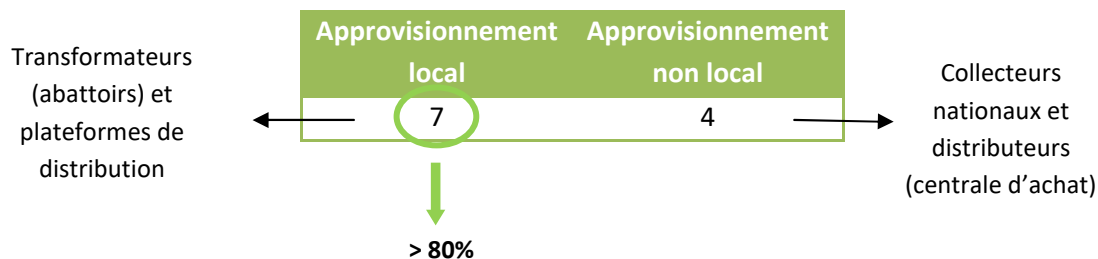 Transformateurs
(abattoirs) et
plateformes de
distribution
Approvisionnement
local
Approvisionnement
non local
7
4
> 80%
Collecteurs
nationaux et
distributeurs
(centrale d’achat)